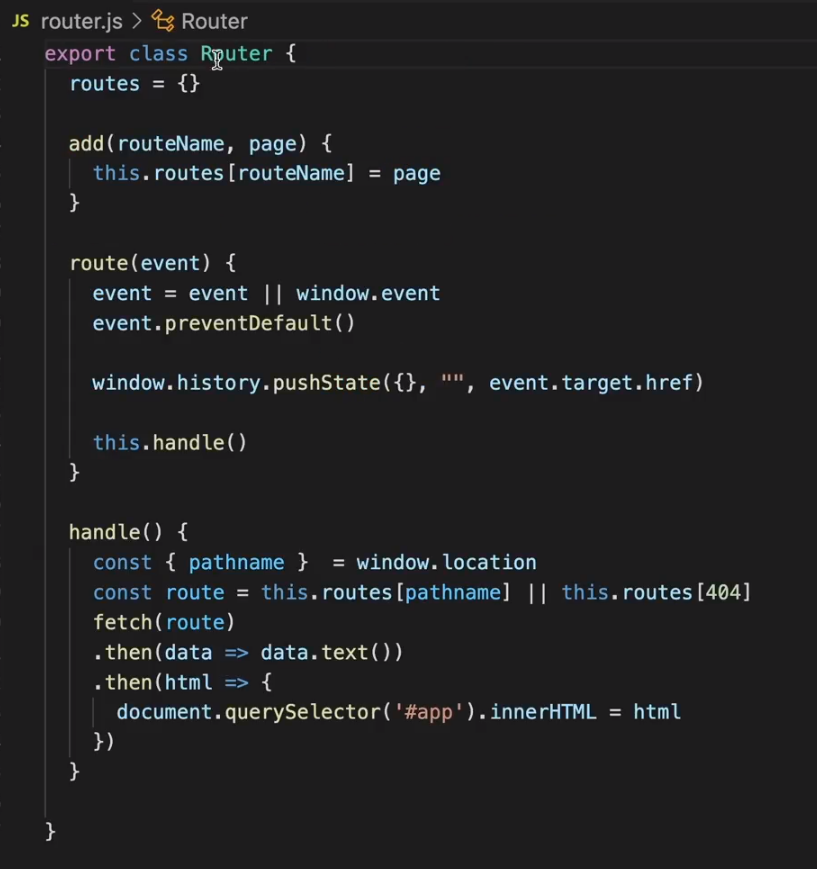 JS router.js > Router
export class Router {
  routes = {}

  add(routeName, page) {
    this.routes[routeName] = page
  }

  route(event) {
    event = event || window.event
    event.preventDefault()

    window.history.pushState({}, "", event.target.href)

    this.handle()
  }

  handle() {
    const { pathname }  = window.location
    const route = this.routes[pathname] || this.routes[404]
    fetch(route)
    .then(data => data.text())
    .then(html => {
      document.querySelector('#app').innerHTML = html
    })
  }

}